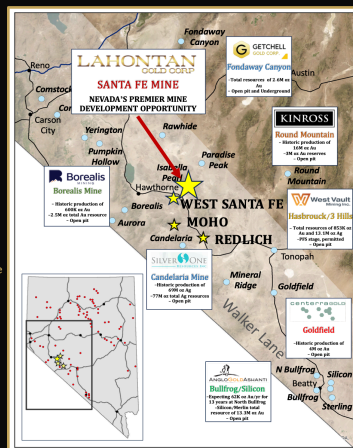 Fondaway
Canyon
LAHONTAN
GOLD CORP
SANTA FE MINE
NEVADA'S PREMIER MINE
DEVELOPMENT OPPORTUNITY
GETCHELL
GOLD CORP
Fondaway Canyon
-Total resources of 2.6M oz
Au
- Open pit and Underground
Reno
Austin
Comstock
Carson
City
Yerington
Rawhide
Pumpkin
Hollow
Paradise
Peak
Isabella
Pearl
KINROSS
Round Mountain
- Historic production of
16M oz Au
-3M oz Au reserves
- Open pit
Round
Mountain
Borealis
MINING
Borealis Mine
- Historic production of
600K oz Au
-2.5M oz total Au resource
- Open pit
Hawthorne
Borealis
Aurora
WEST SANTA FE
MOHO
REDLICH
Candelaria
West Vault
Mining Inc.
Hasbrouck/3 Hills
- Total resources of 853K oz
Au and 13.1M oz Ag
-PFS stage, permitted
- Open pit
SILVER ONE
RESOURCES INC
Candelaria Mine
-Historic production of
69M oz Ag
-77M oz total Ag resources
- Open pit
Tonopah
Mineral
Ridge
Goldfield
Walker Lane
centerraGOLD
Goldfield
-Historic production of
4M oz Au
- Open pit
ANGLOGOLDASHANTI
Bullfrog/Silicon
-Expecting 62K oz Au/yr for
13 years at North Bullfrog
-Silicon/Merlin total
resource of 13.3M oz Au
- Open pit
N Bullfrog
Silicon
Beatty
Bullfrog
Sterling